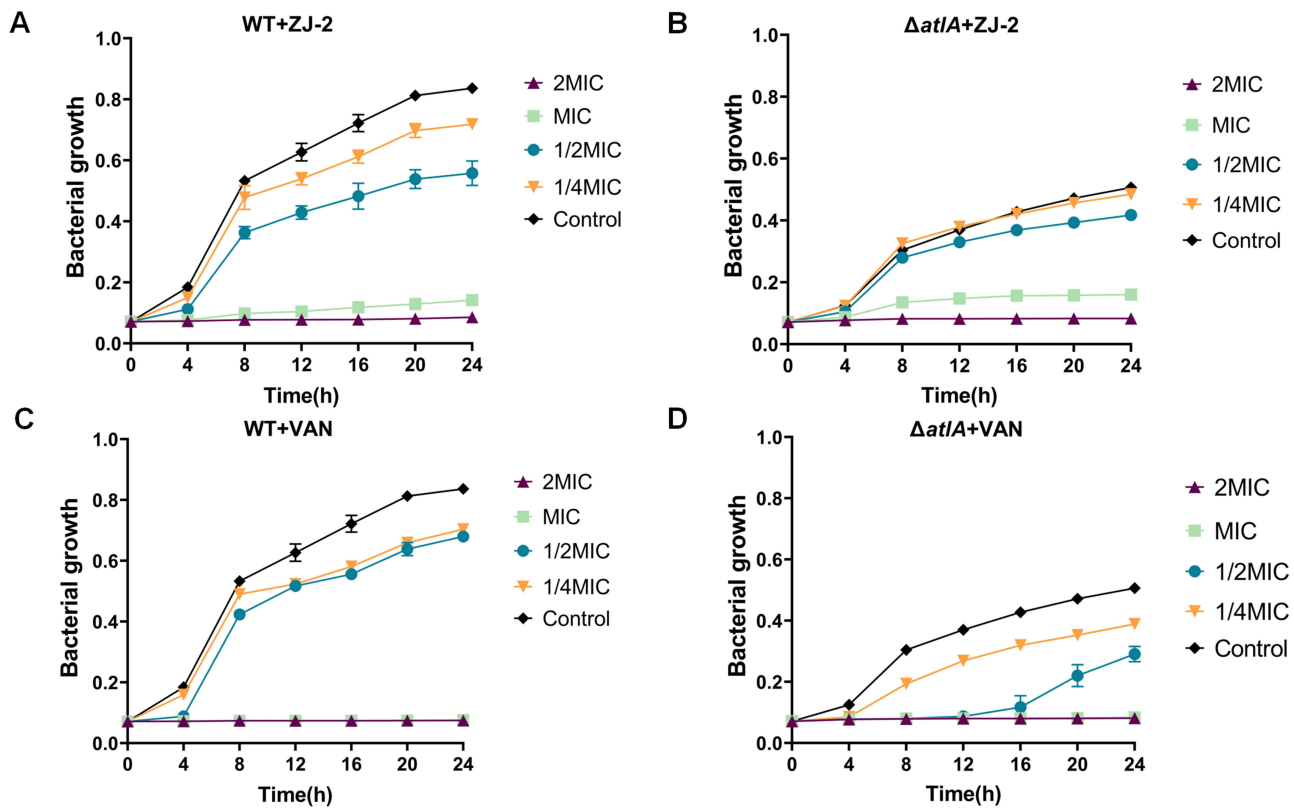 A
WT+ZJ-2
Bacterial growth
1.0
0.8
0.6
0.4
0.2
0.0
0 4 8 12 16 20 24
Time(h)
2MIC
MIC
1/2MIC
1/4MIC
Control
B
ΔatlA+ZJ-2
Bacterial growth
1.0
0.8
0.6
0.4
0.2
0.0
0 4 8 12 16 20 24
Time(h)
2MIC
MIC
1/2MIC
1/4MIC
Control
C
WT+VAN
Bacterial growth
1.0
0.8
0.6
0.4
0.2
0.0
0 4 8 12 16 20 24
Time(h)
2MIC
MIC
1/2MIC
1/4MIC
Control
D
ΔatlA+VAN
Bacterial growth
1.0
0.8
0.6
0.4
0.2
0.0
0 4 8 12 16 20 24
Time(h)
2MIC
MIC
1/2MIC
1/4MIC
Control